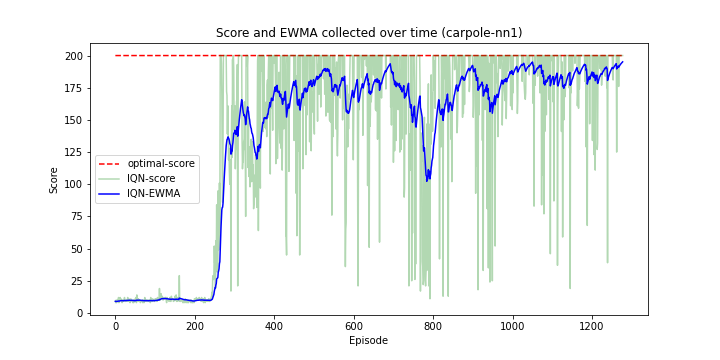 Score and EWMA collected over time (carpole-nn1)
200
175
150
125
100
75
50
25
0
Score
optimal-score
IQN-score
IQN-EWMA
0
200
400
600
800
1000
1200
Episode